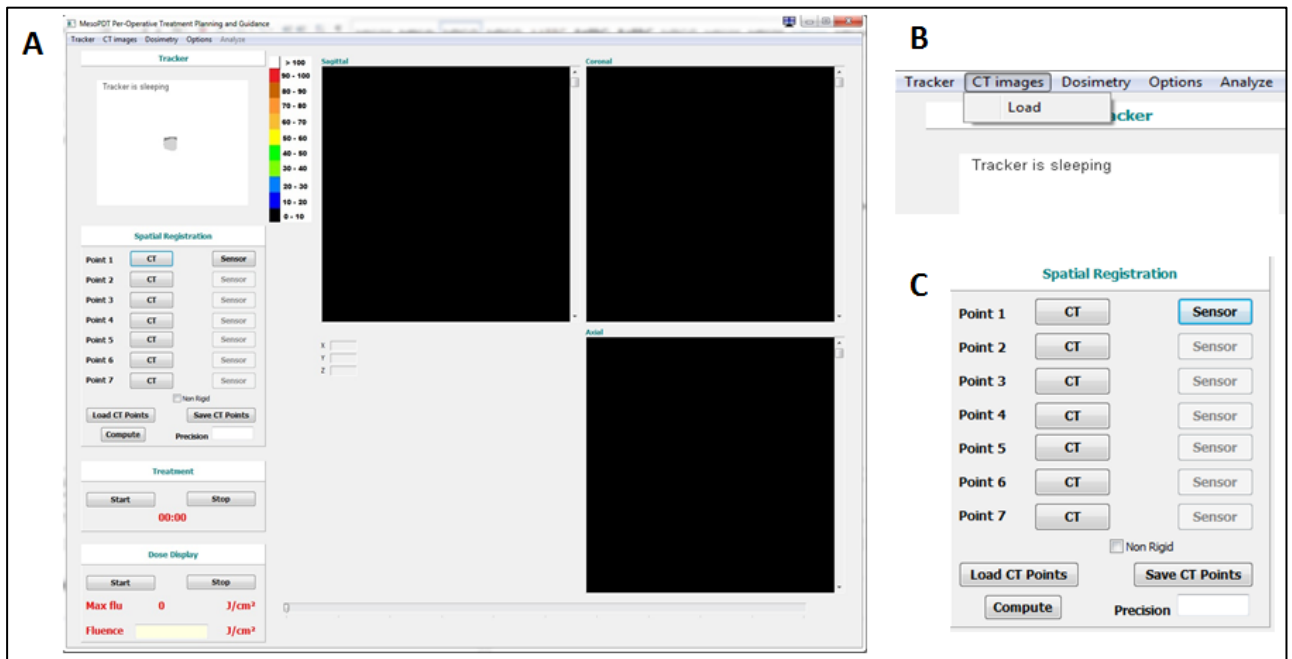 A
MesoPDT Per-Operative Treatment Planning and Guidance
Tracker CT images Dosimetry Options Analyze
Tracker
Tracker is sleeping
> 100
90 - 100
80 - 90
70 - 80
60 - 70
50 - 60
40 - 50
30 - 40
20 - 30
10 - 20
0 - 10
Sagittal
Coronal
Spatial Registration
Point 1 CT Sensor
Point 2 CT Sensor
Point 3 CT Sensor
Point 4 CT Sensor
Point 5 CT Sensor
Point 6 CT Sensor
Point 7 CT Sensor
Non Rigid
Load CT Points Save CT Points
Compute Precision
X
Y
Z
Axial
Treatment
Start Stop
00:00
Dose Display
Start Stop
Max flu 0 J/cm²
Fluence J/cm²
B
Tracker CT images Dosimetry Options Analyze
Load
acker
Tracker is sleeping
C
Spatial Registration
Point 1 CT Sensor
Point 2 CT Sensor
Point 3 CT Sensor
Point 4 CT Sensor
Point 5 CT Sensor
Point 6 CT Sensor
Point 7 CT Sensor
Non Rigid
Load CT Points Save CT Points
Compute Precision